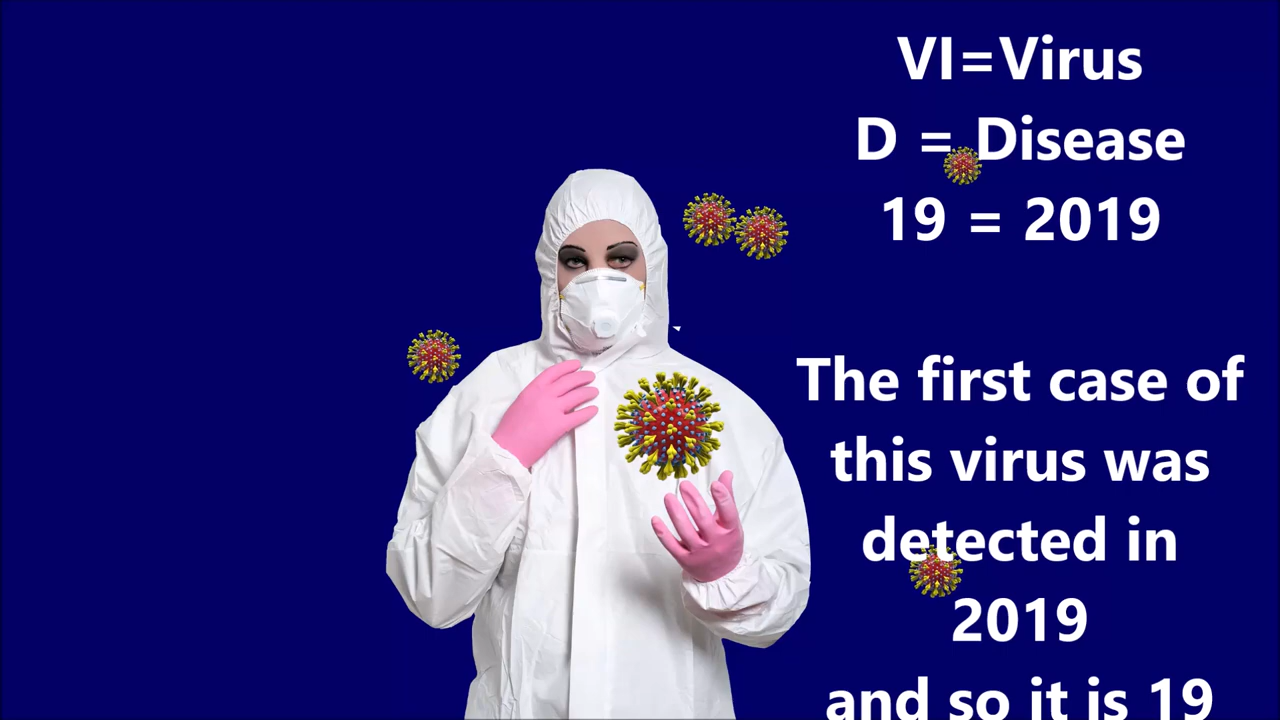 VI=Virus
D = Disease
19 = 2019
The first case of
this virus was
detected in
2019
and so it is 19